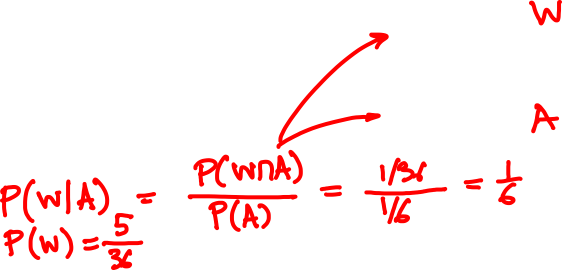 W
A
P(W|A) = P(W∩A)/P(A) = 1/36/1/6 = 1/6
P(W) = 5/36